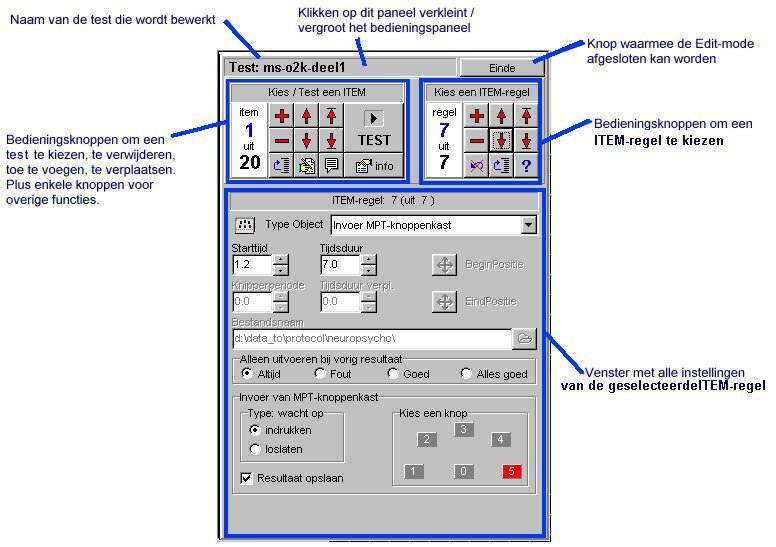 Naam van de test die wordt bewerkt
Klikken op dit paneel verkleint /
vergroot het bedieningspaneel
Knop waarmee de Edit-mode
afgesloten kan worden
Test: ms-o2k-deel1
Einde
Kies / Test een ITEM
Kies een ITEM-regel
item
1
uit
20
TEST
info
regel
7
uit
7
?
Bedieningsknoppen om een
test te kiezen, te verwijderen,
toe te voegen, te verplaatsen.
Plus enkele knoppen voor
overige functies.
Bedieningsknoppen om een
ITEM-regel te kiezen
ITEM-regel: 7 (uit 7 )
Type Object
Invoer MPT-knoppenkast
Starttijd
Tijdsduur
1.2
7.0
BeginPositie
Knipperperiode
Tijdsduur verpl.
0.0
0.0
EindPositie
Bestandsnaam
d:\data_to\protocol\neuropsycho\
Alleen uitvoeren bij vorig resultaat
Altijd
Fout
Goed
Alles goed
Venster met alle instellingen
van de geselecteerdeITEM-regel
Invoer van MPT-knoppenkast
Type: wacht op
indrukken
loslaten
Resultaat opslaan
Kies een knop
3
2
4
1
0
5